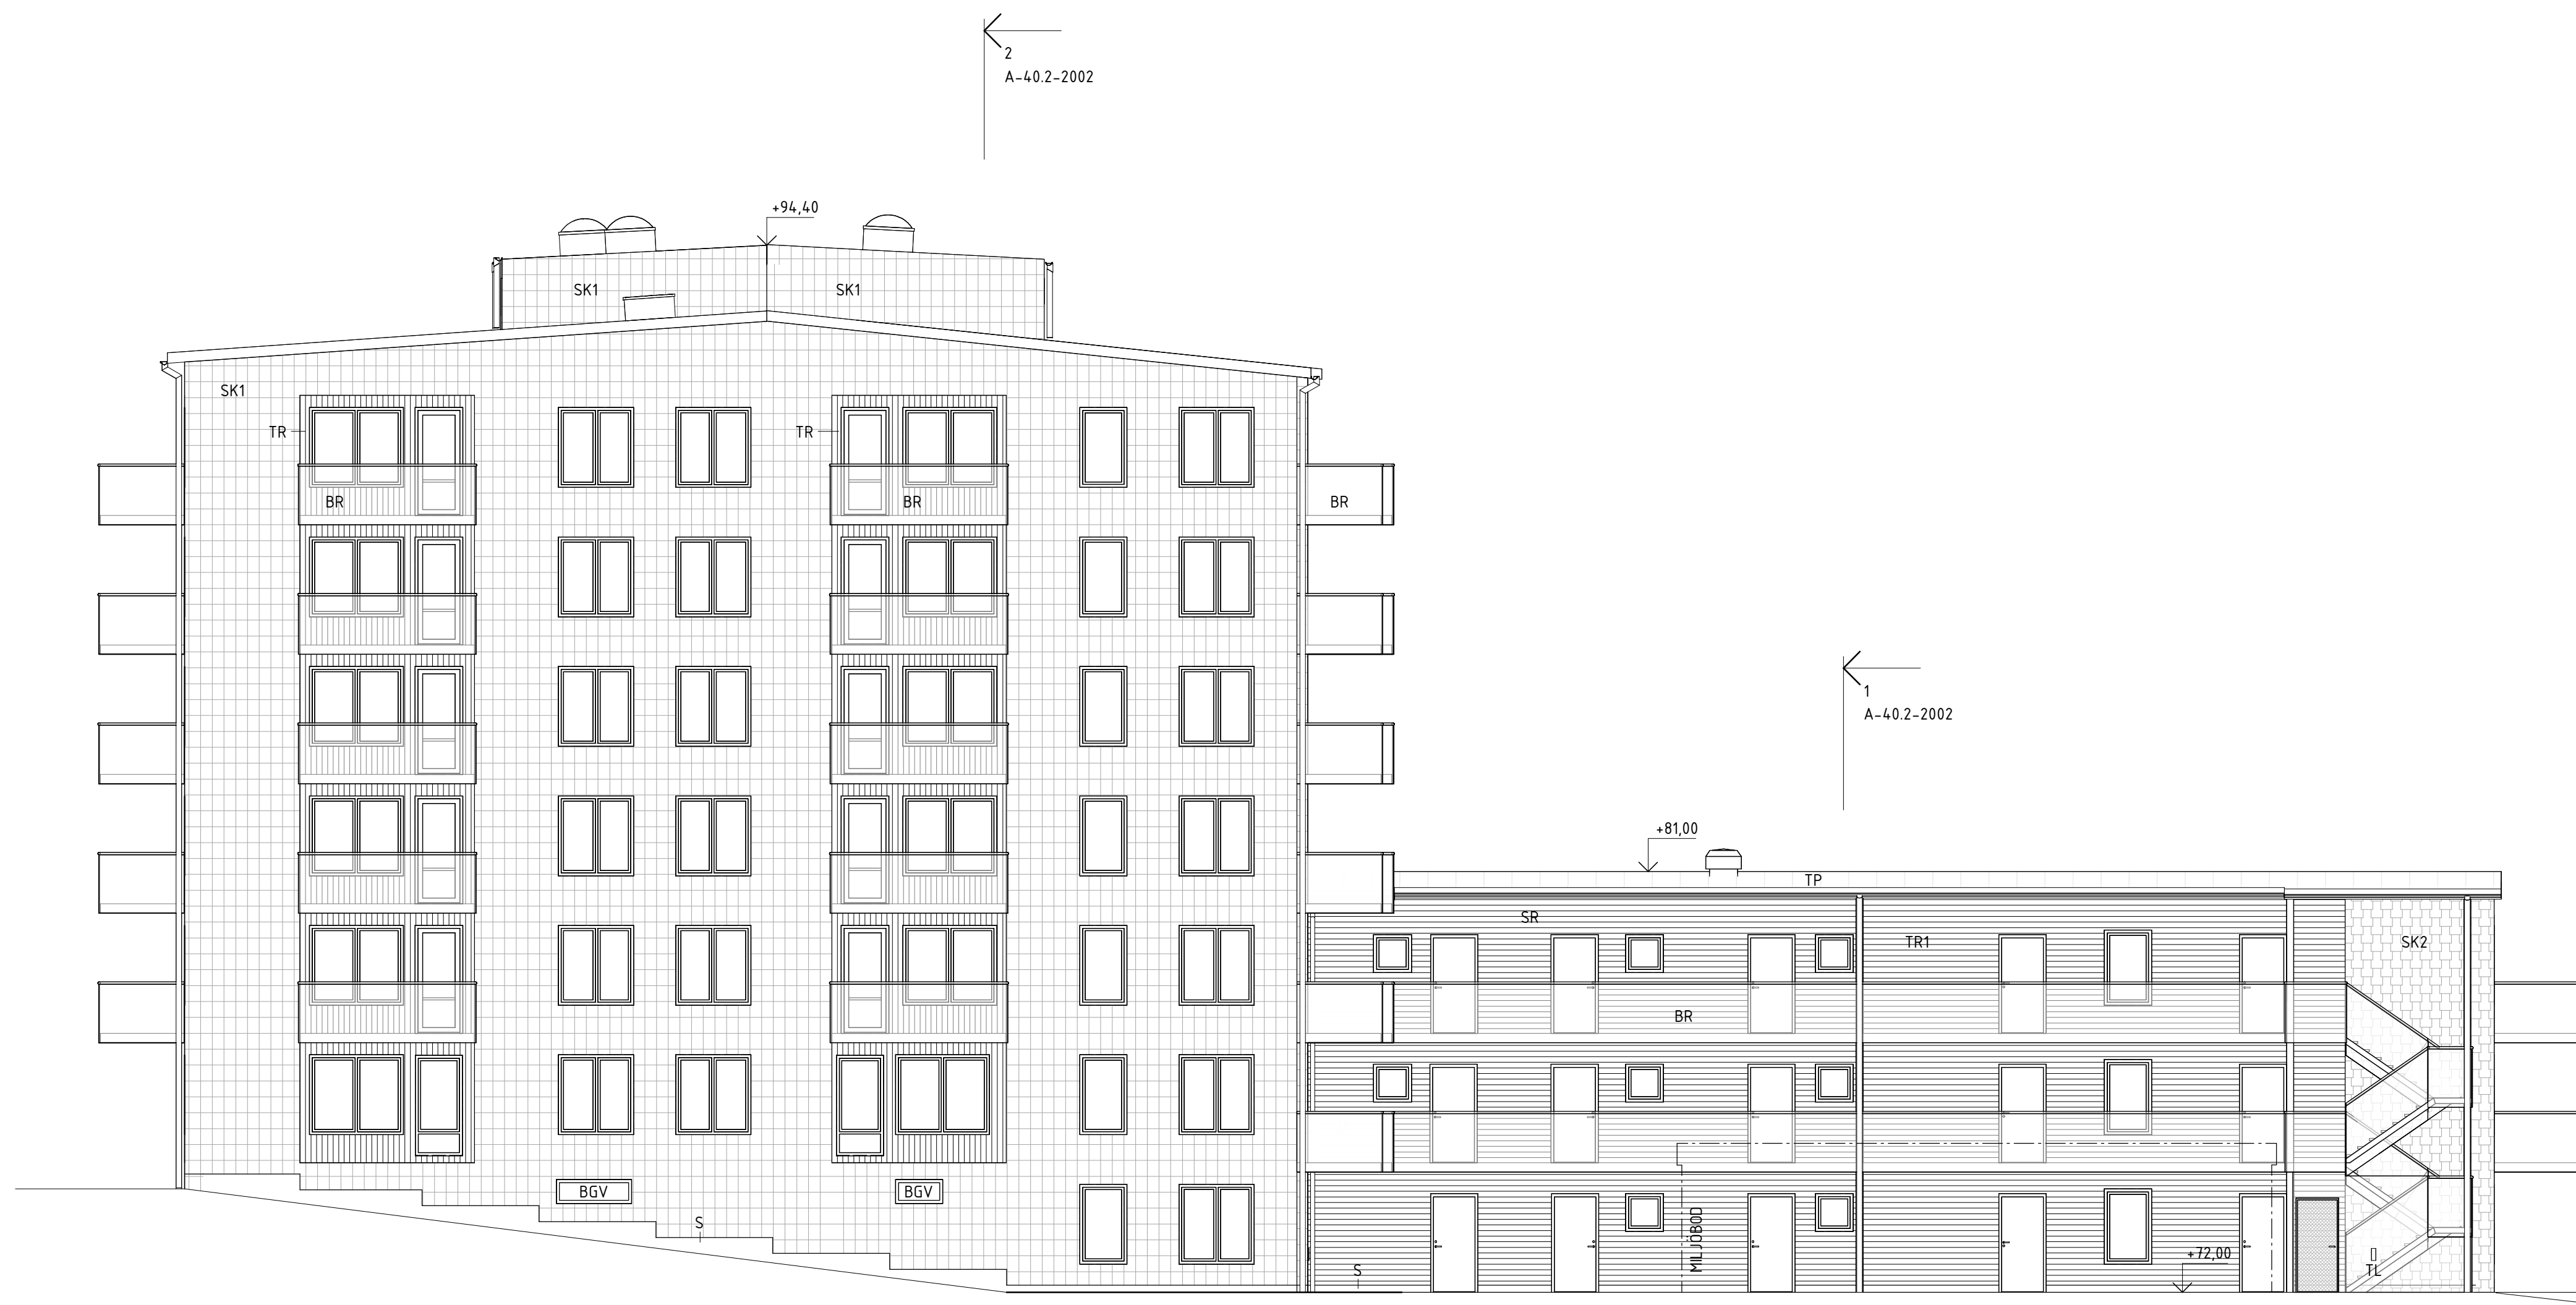 2
A-40.2-2002
+94,40
SK1
SK1
SK1
TR
TR
BR
BR
BR
1
A-40.2-2002
+81,00
TP
SR
TR1
SK2
BR
BGV
BGV
S
MILJÖBOD
+72,00
S
TL